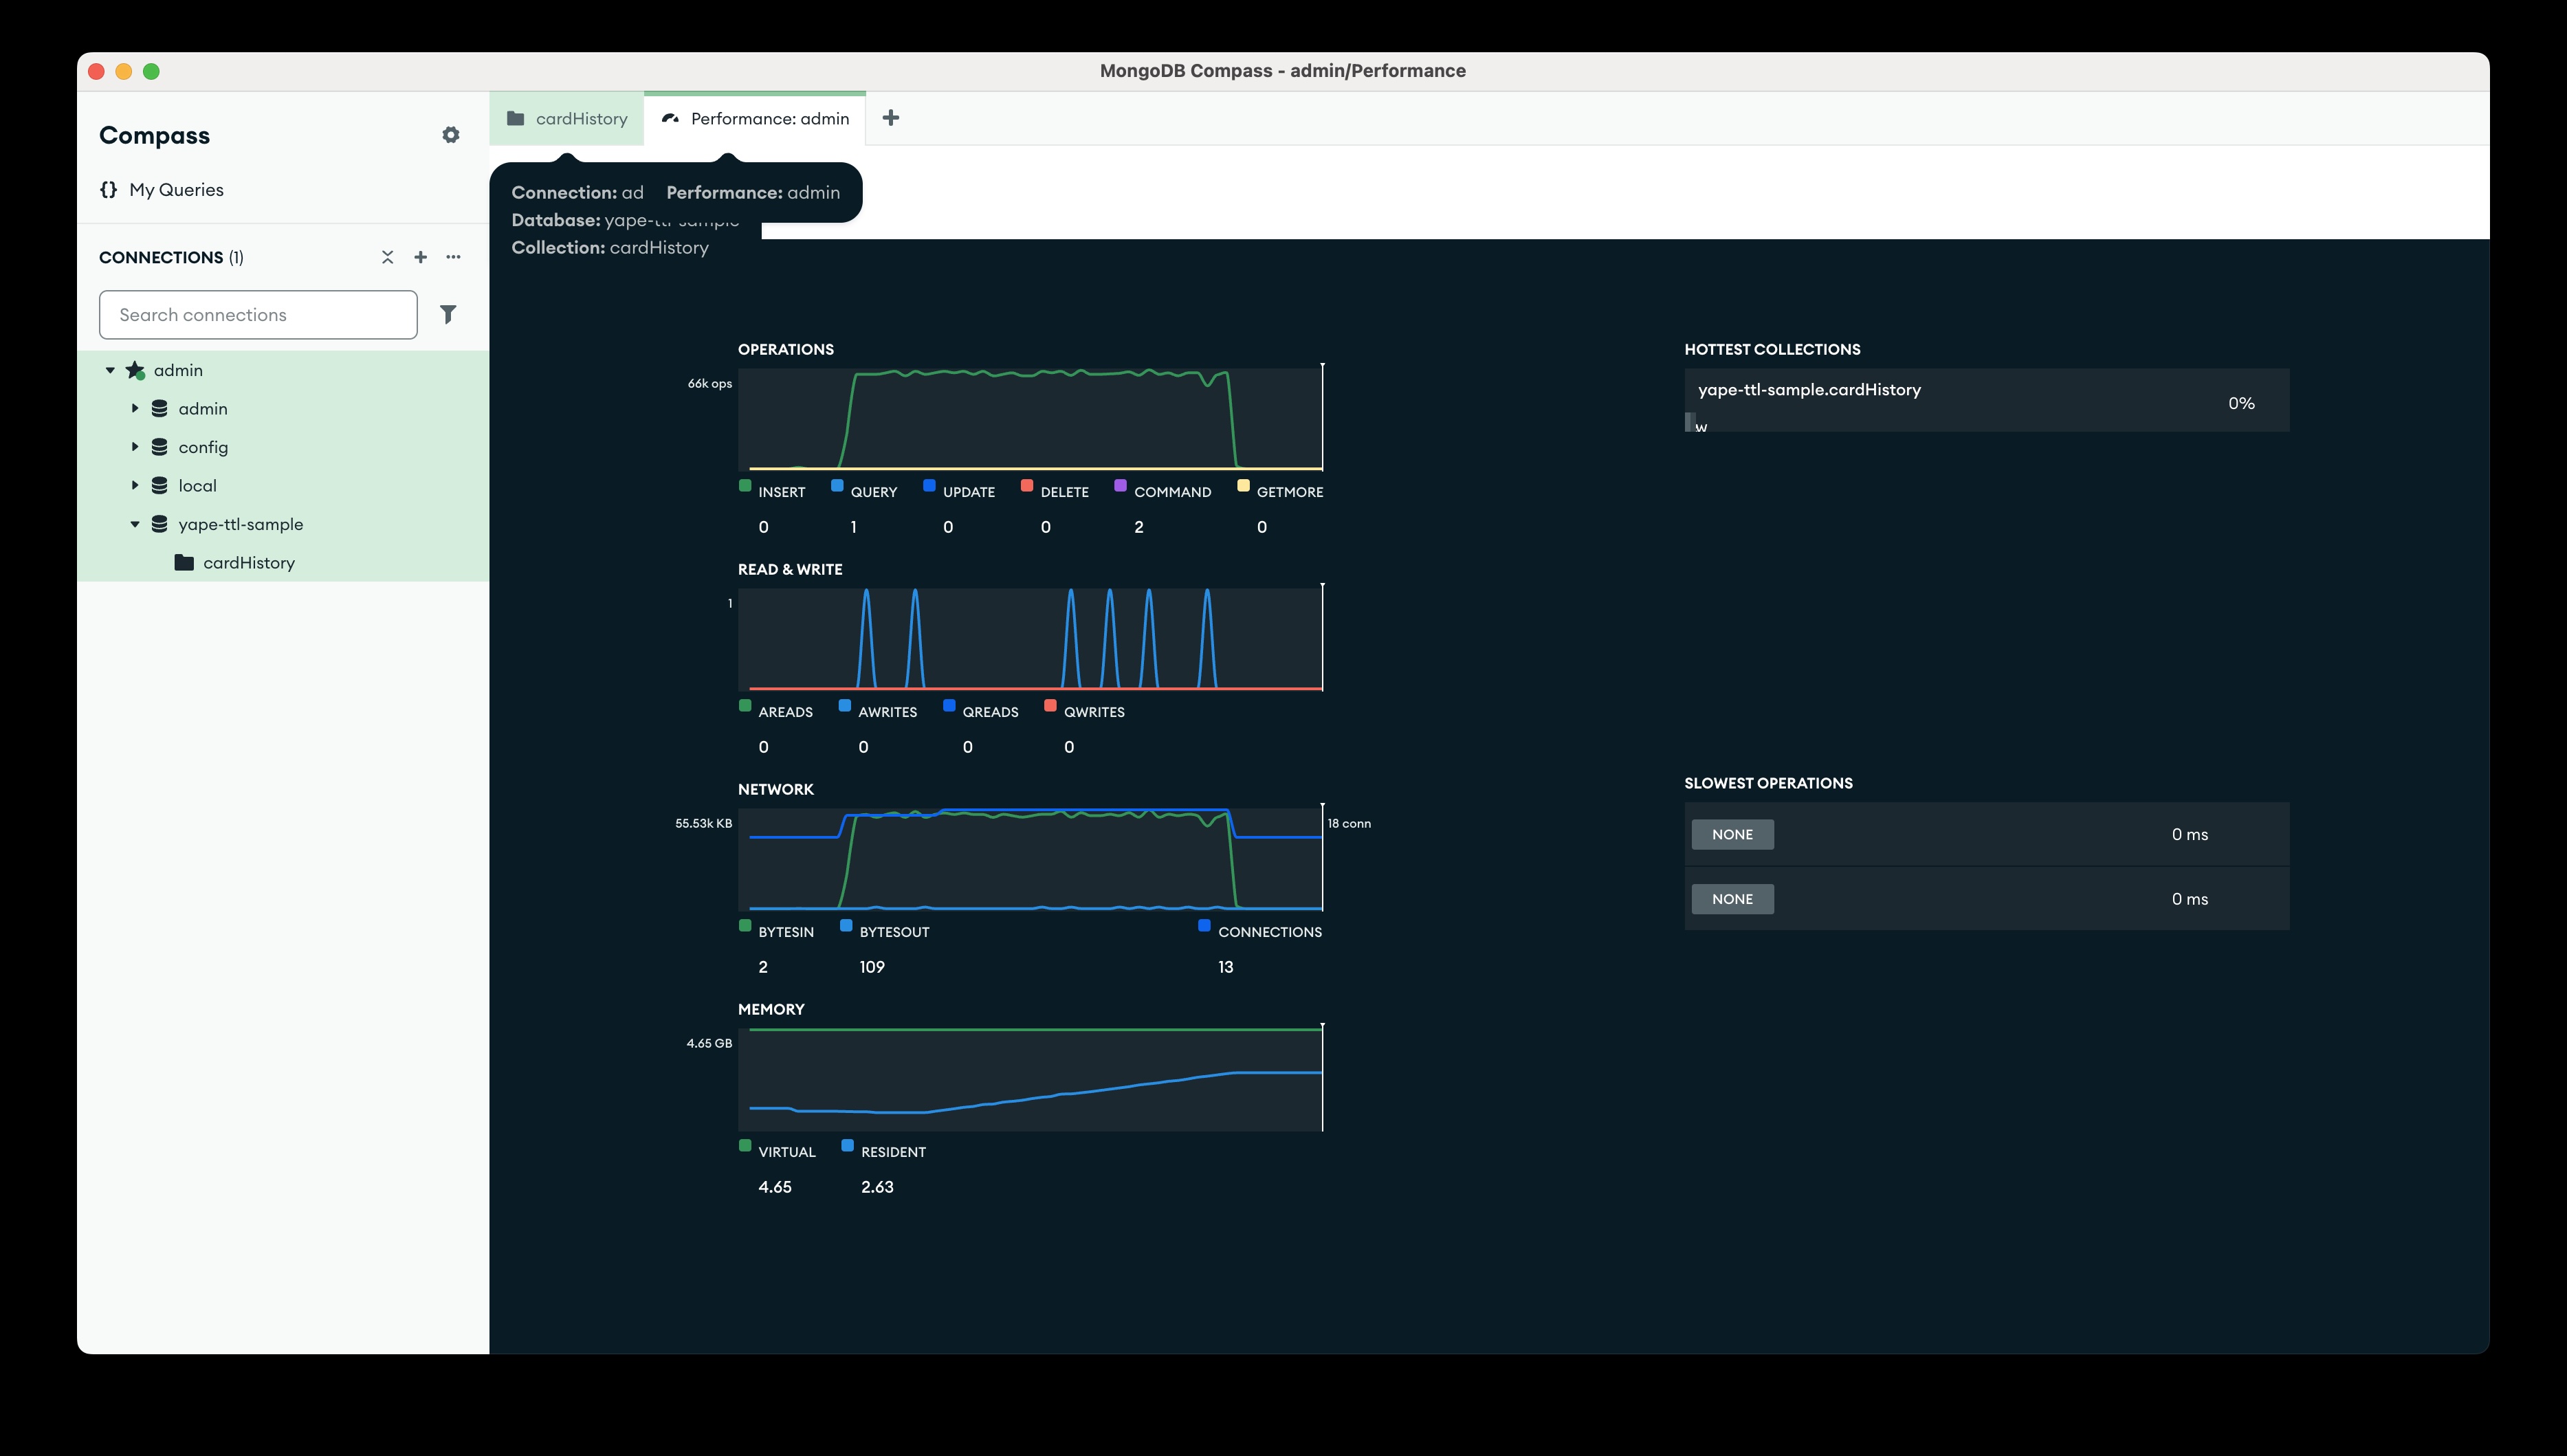 MongoDB Compass - admin/Performance
Compass
{} My Queries
CONNECTIONS (1)
Search connections
admin
admin
config
local
yape-ttl-sample
cardHistory
cardHistory
Performance: admin
Connection: ad
Performance: admin
Database: yape-ttl-sample
Collection: cardHistory
OPERATIONS
66k ops
INSERT QUERY UPDATE DELETE COMMAND GETMORE
0 1 0 0 2 0
READ & WRITE
1
AREADS AWRITES QREADS QWRITES
0 0 0 0
NETWORK
55.53k KB
18 conn
BYTESIN BYTESOUT CONNECTIONS
2 109 13
MEMORY
4.65 GB
VIRTUAL RESIDENT
4.65 2.63
HOTTEST COLLECTIONS
yape-ttl-sample.cardHistory
0%
W
SLOWEST OPERATIONS
NONE 0 ms
NONE 0 ms